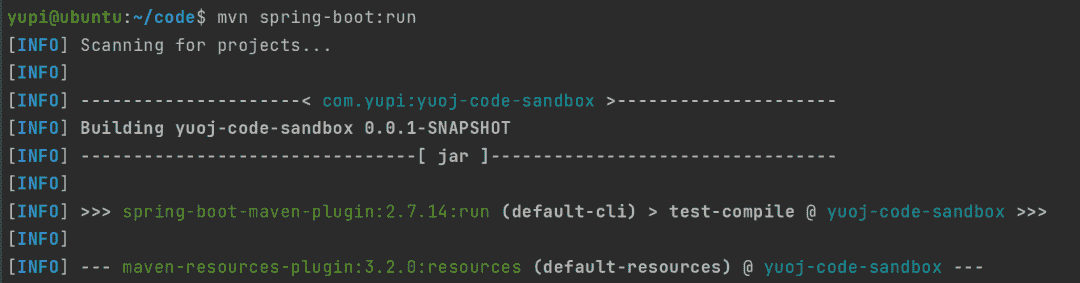 yupi@ubuntu:~/code$ mvn spring-boot:run
[INFO] Scanning for projects...
[INFO]
[INFO] ---------------------< com.yupi:yuoj-code-sandbox >---------------------
[INFO] Building yuoj-code-sandbox 0.0.1-SNAPSHOT
[INFO] --------------------------------[ jar ]---------------------------------
[INFO]
[INFO] >>> spring-boot-maven-plugin:2.7.14:run (default-cli) > test-compile @ yuoj-code-sandbox >>>
[INFO]
[INFO] --- maven-resources-plugin:3.2.0:resources (default-resources) @ yuoj-code-sandbox ---